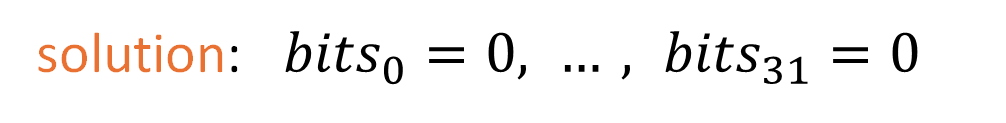 solution: bits₀ = 0, … , bits₃₁ = 0